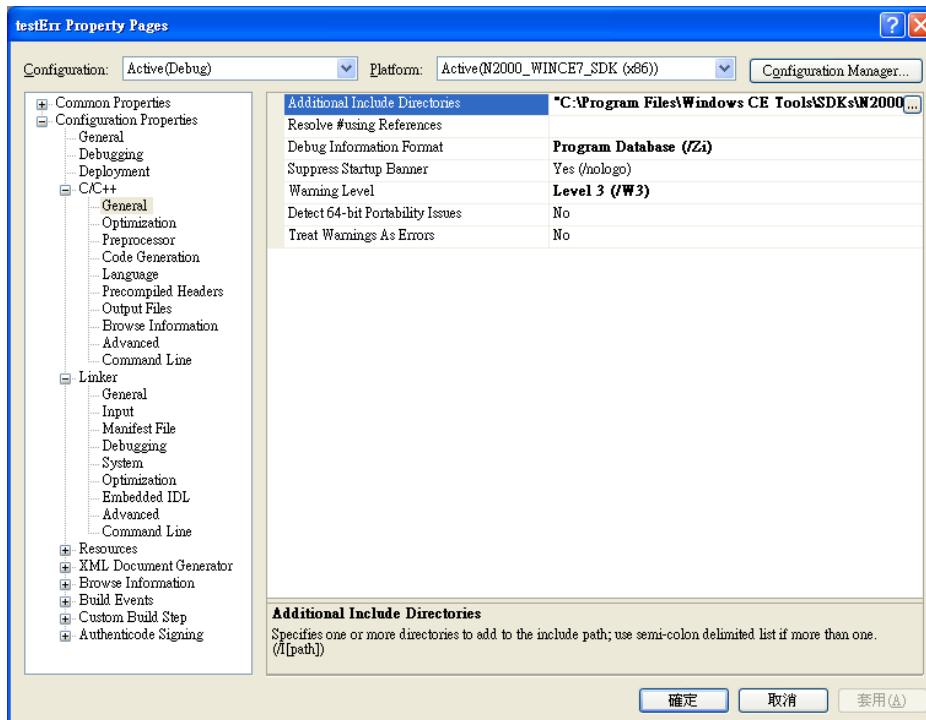 testErr Property Pages
Configuration: Active(Debug) Platform: Active(N2000_WINCE7_SDK (x86)) Configuration Manager...
Common Properties
Configuration Properties
General
Debugging
Deployment
C/C++
General
Optimization
Preprocessor
Code Generation
Language
Precompiled Headers
Output Files
Browse Information
Advanced
Command Line
Linker
General
Input
Manifest File
Debugging
System
Optimization
Embedded IDL
Advanced
Command Line
Resources
XML Document Generator
Browse Information
Build Events
Custom Build Step
Authenticode Signing
Additional Include Directories "C:\Program Files\Windows CE Tools\SDKs\N2000 ...
Resolve #using References
Debug Information Format Program Database (/Zi)
Suppress Startup Banner Yes (/nologo)
Warning Level Level 3 (/W3)
Detect 64-bit Portability Issues No
Treat Warnings As Errors No
Additional Include Directories
Specifies one or more directories to add to the include path; use semi-colon delimited list if more than one.
(/I[path])
確定 取消 套用(A)